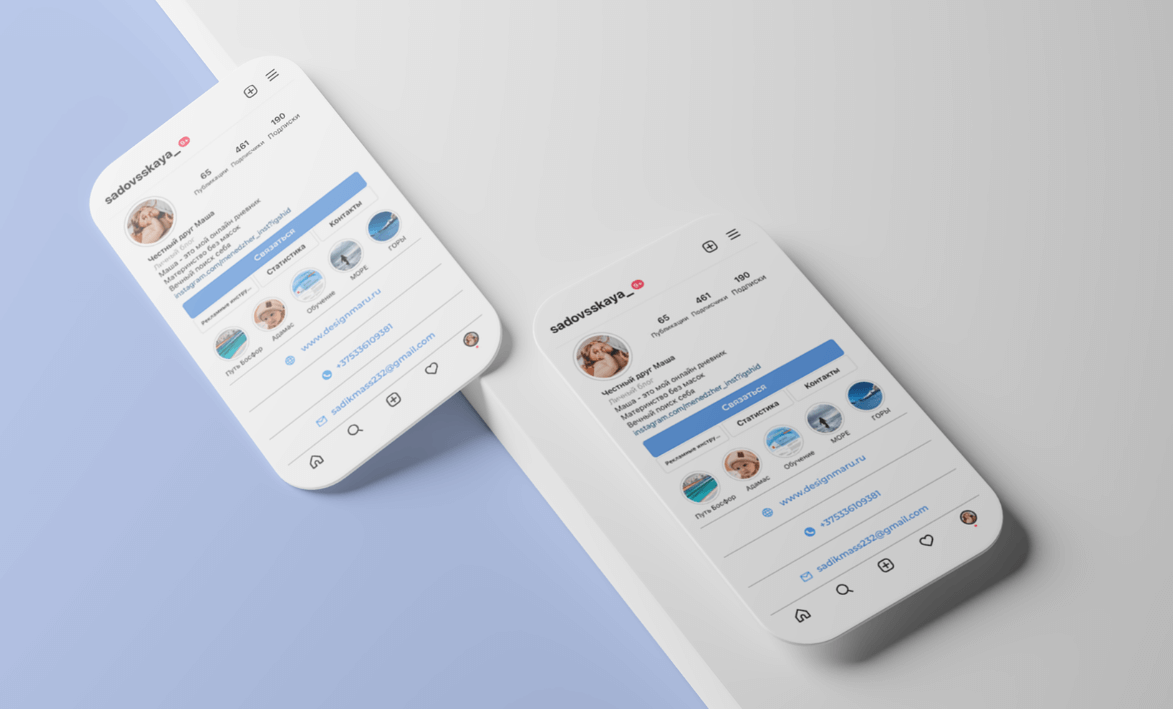 sadovsskaya_ 9+
65 461 190
Публикации Подписчики Подписки
Честный друг Маша
Личный блог
Маша - это мой онлайн дневник
Материнство без масок
Вечный поиск себя
instagram.com/menedzher_inst?igshid
Связаться
Рекламные инстру... Статистика Контакты
Путь Босфор Адамас Обучение МОРЕ ГОРЫ
www.designmaru.ru
+375336109381
sadikmass232@gmail.com
sadovsskaya_ 9+
65 461 190
Публикации Подписчики Подписки
Честный друг Маша
Личный блог
Маша - это мой онлайн дневник
Материнство без масок
Вечный поиск себя
instagram.com/menedzher_inst?igshid
Связаться
Рекламные инстру... Статистика Контакты
Путь Босфор Адамас Обучение МОРЕ ГОРЫ
www.designmaru.ru
+375336109381
sadikmass232@gmail.com